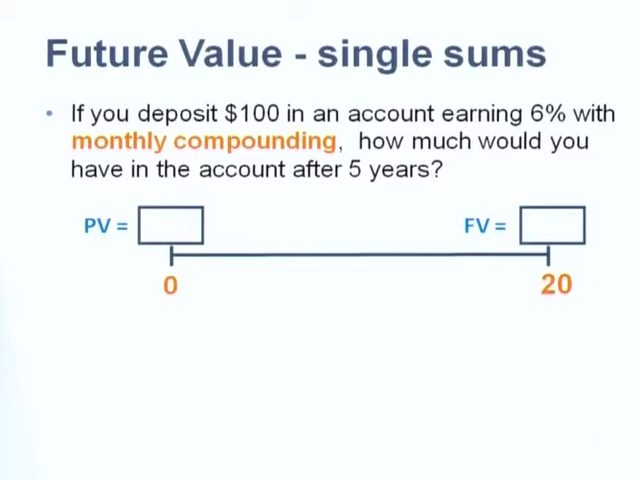 Future Value - single sums
• If you deposit $100 in an account earning 6% with
monthly compounding, how much would you
have in the account after 5 years?
PV = FV =
0 20